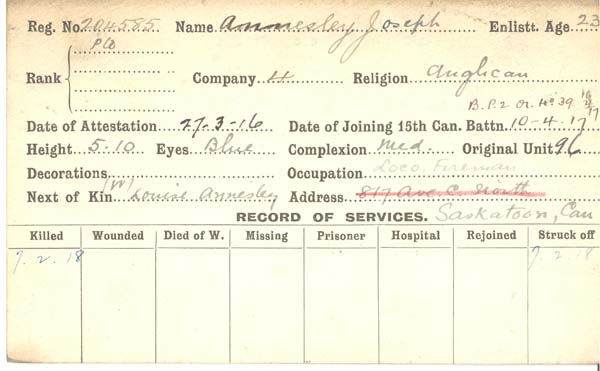 Reg. No. 204585 Name Annesley Joseph Enlistt. Age 23
Pte
Rank Company 4 Religion Anglican
B.P.2 Or. No 39 16/4/17
Date of Attestation 27-3-16 Date of Joining 15th Can. Battn. 10-4-17
Height 5-10 Eyes Blue Complexion Med Original Unit 96
Decorations Occupation Loco. Fireman
Next of Kin (W) Louise Annesley Address 817 Ave. C. North
RECORD OF SERVICES. Saskatoon, Can
Killed Wounded Died of W. Missing Prisoner Hospital Rejoined Struck off
7. 2. 18 7. 2. 18